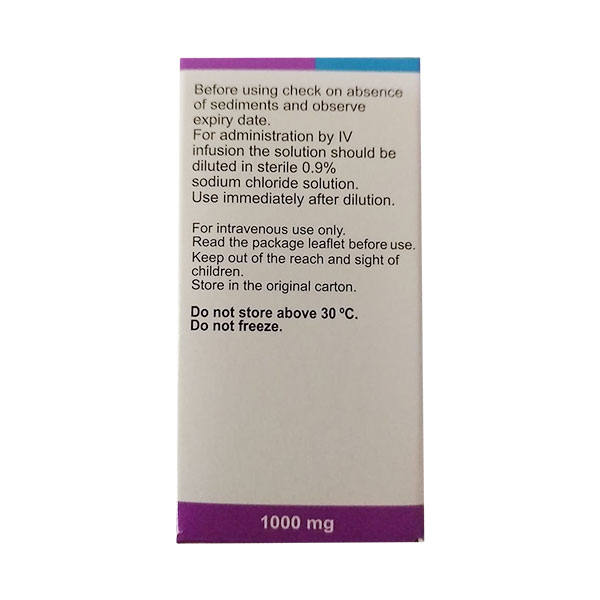 Before using check on absence
of sediments and observe
expiry date.
For administration by IV
infusion the solution should be
diluted in sterile 0.9%
sodium chloride solution.
Use immediately after dilution.
For intravenous use only.
Read the package leaflet before use.
Keep out of the reach and sight of
children.
Store in the original carton.
Do not store above 30 ºC.
Do not freeze.
1000 mg